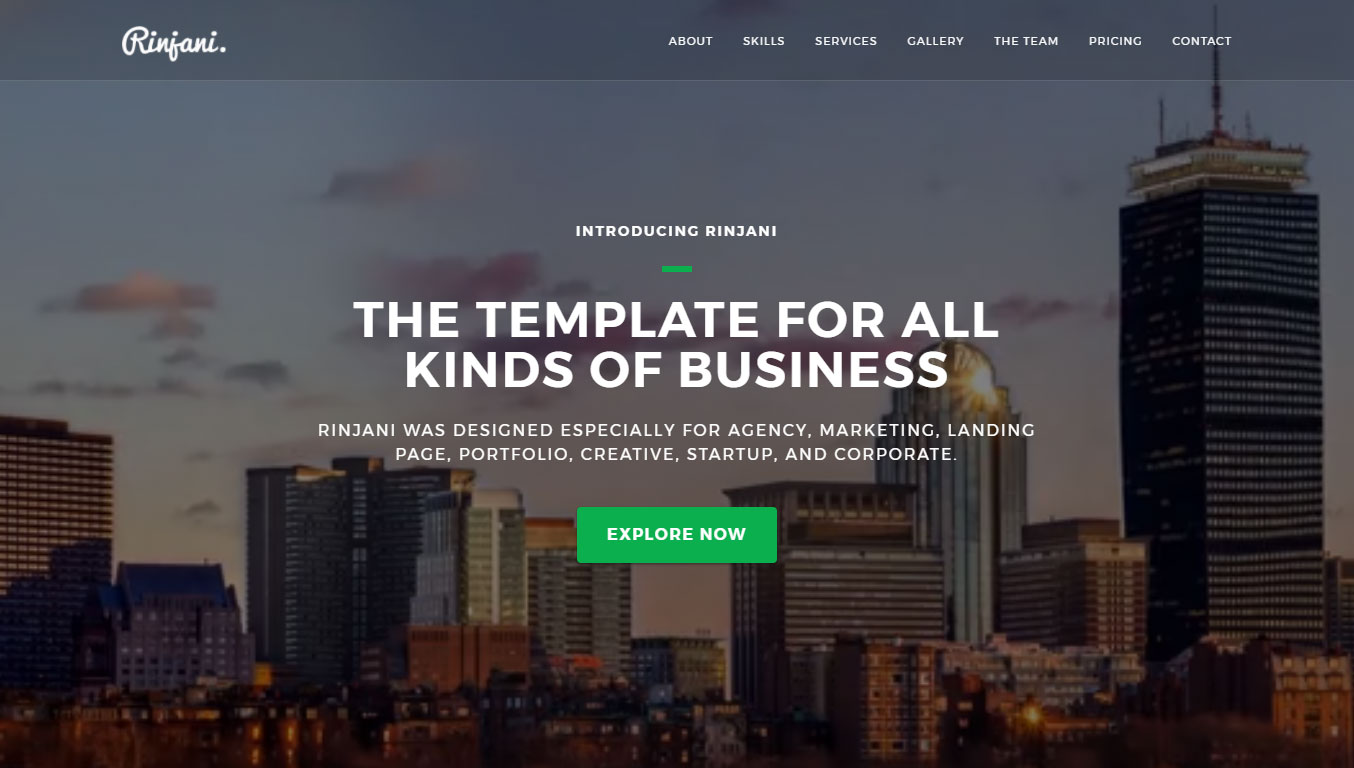 Rinjani.
ABOUT SKILLS SERVICES GALLERY THE TEAM PRICING CONTACT
INTRODUCING RINJANI
THE TEMPLATE FOR ALL
KINDS OF BUSINESS
RINJANI WAS DESIGNED ESPECIALLY FOR AGENCY, MARKETING, LANDING
PAGE, PORTFOLIO, CREATIVE, STARTUP, AND CORPORATE.
EXPLORE NOW